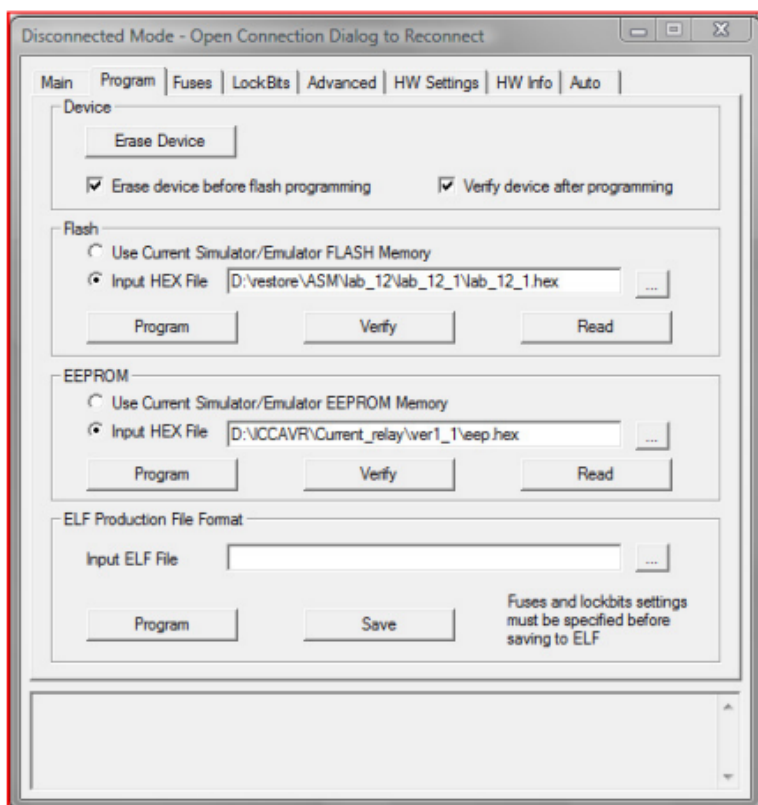 Disconnected Mode - Open Connection Dialog to Reconnect
Main Program Fuses LockBits Advanced HW Settings HW Info Auto
Device
Erase Device
Erase device before flash programming Verify device after programming
Flash
Use Current Simulator/Emulator FLASH Memory
Input HEX File D:\restore\ASM\lab_12\lab_12_1\lab_12_1.hex ...
Program Verify Read
EEPROM
Use Current Simulator/Emulator EEPROM Memory
Input HEX File D:\ICCAVR\Current_relay\ver1_1\eep.hex ...
Program Verify Read
ELF Production File Format
Input ELF File ...
Program Save
Fuses and lockbits settings
must be specified before
saving to ELF